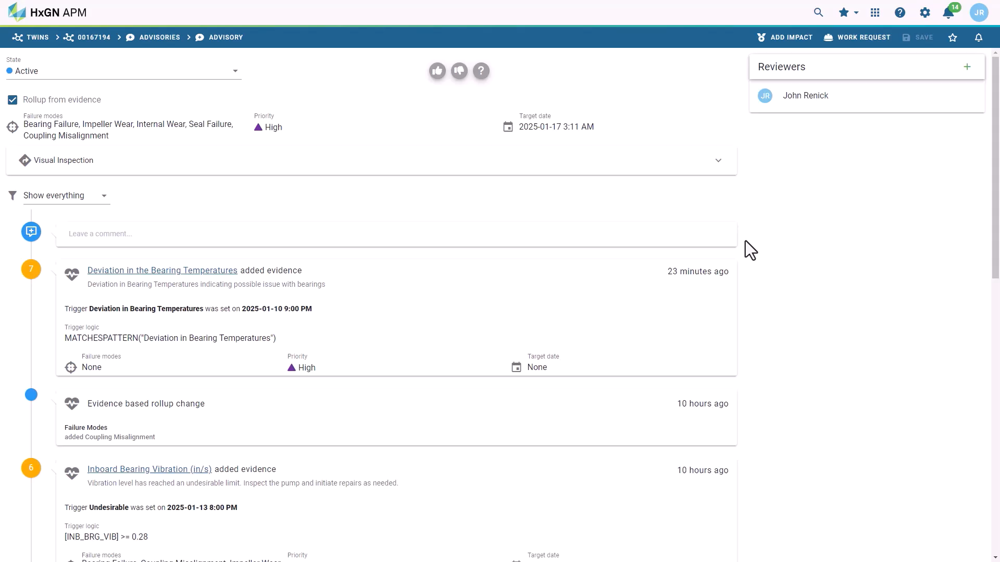 HxGN APM
14
JR
TWINS
00167194
ADVISORIES
ADVISORY
ADD IMPACT
WORK REQUEST
SAVE
State
Active
?
Reviewers
+
JR
John Renick
Rollup from evidence
Failure modes
Bearing Failure, Impeller Wear, Internal Wear, Seal Failure,
Coupling Misalignment
Priority
High
Target date
2025-01-17 3:11 AM
Visual Inspection
Show everything
Leave a comment...
7
Deviation in the Bearing Temperatures added evidence
23 minutes ago
Deviation in Bearing Temperatures indicating possible issue with bearings
Trigger Deviation in Bearing Temperatures was set on 2025-01-10 9:00 PM
Trigger logic
MATCHESPATTERN("Deviation in Bearing Temperatures")
Failure modes
None
Priority
High
Target date
None
Evidence based rollup change
10 hours ago
Failure Modes
added Coupling Misalignment
6
Inboard Bearing Vibration (in/s) added evidence
10 hours ago
Vibration level has reached an undesirable limit. Inspect the pump and initiate repairs as needed.
Trigger Undesirable was set on 2025-01-13 8:00 PM
Trigger logic
[INB_BRG_VIB] >= 0.28
Failure modes
Bearing Failure, Coupling Misalignment, Impeller Wear,
Priority
Target date